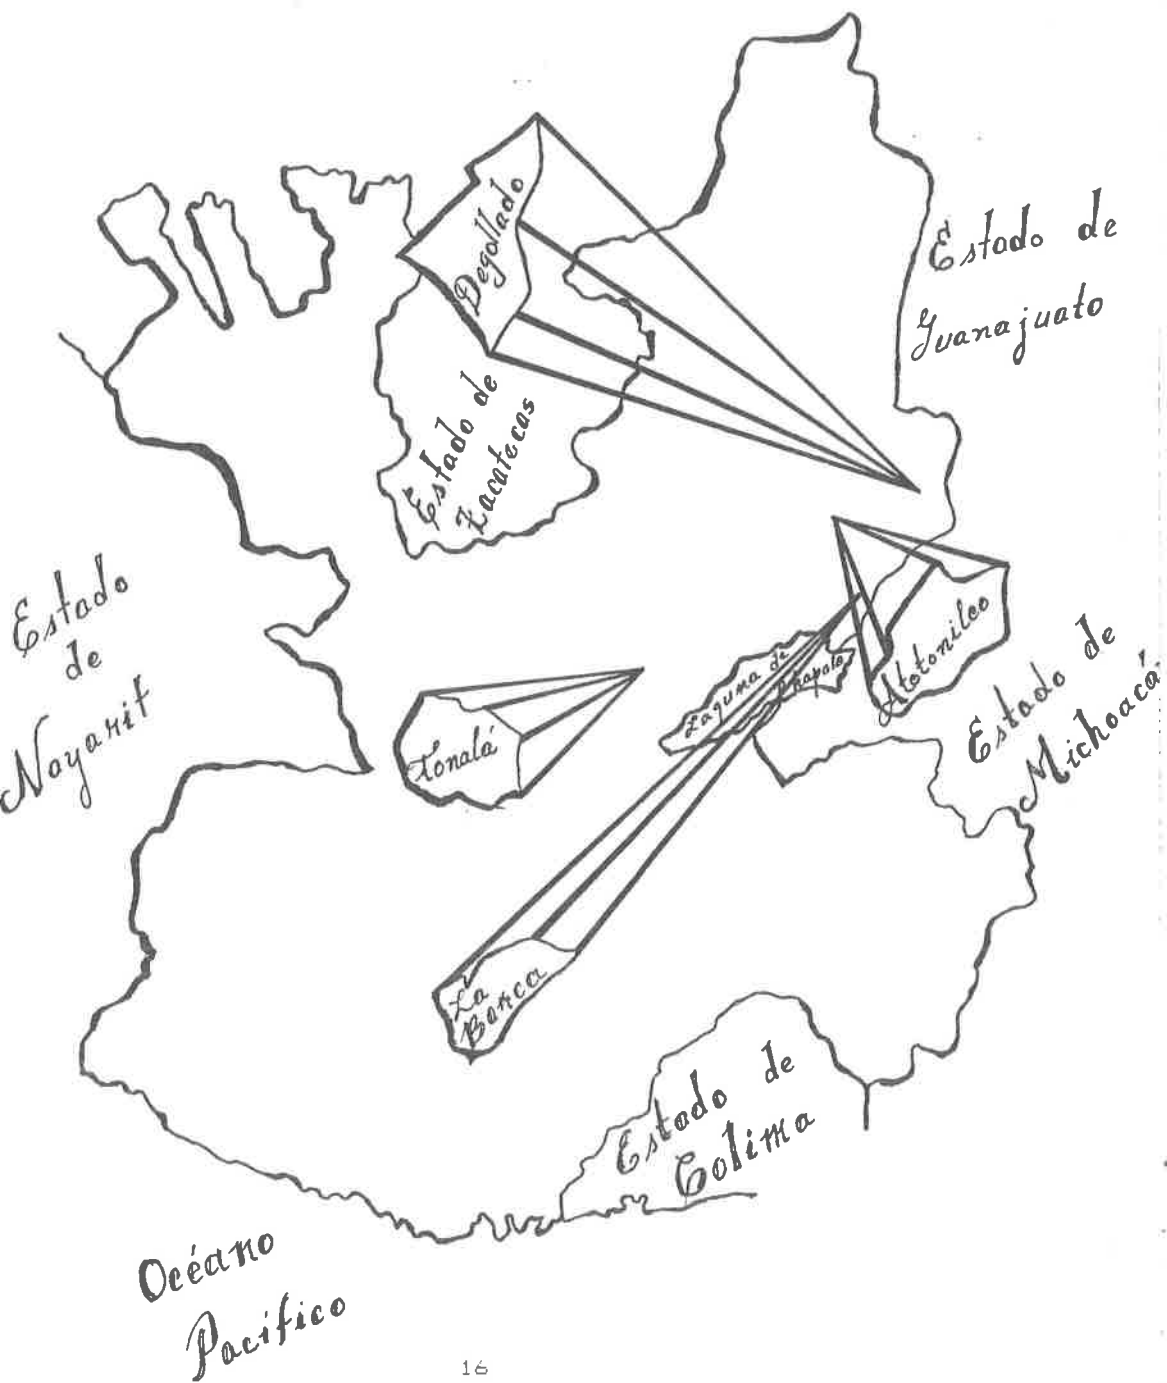 Degollado
Estado de
Guanajuato
Estado de
Zacatecas
Estado
de
Nayarit
Laguna de
Chapala
Atotonilco
Estado de
Michoacá
Tonalá
La
Barca
Estado de
Colima
Océano
Pacífico
16